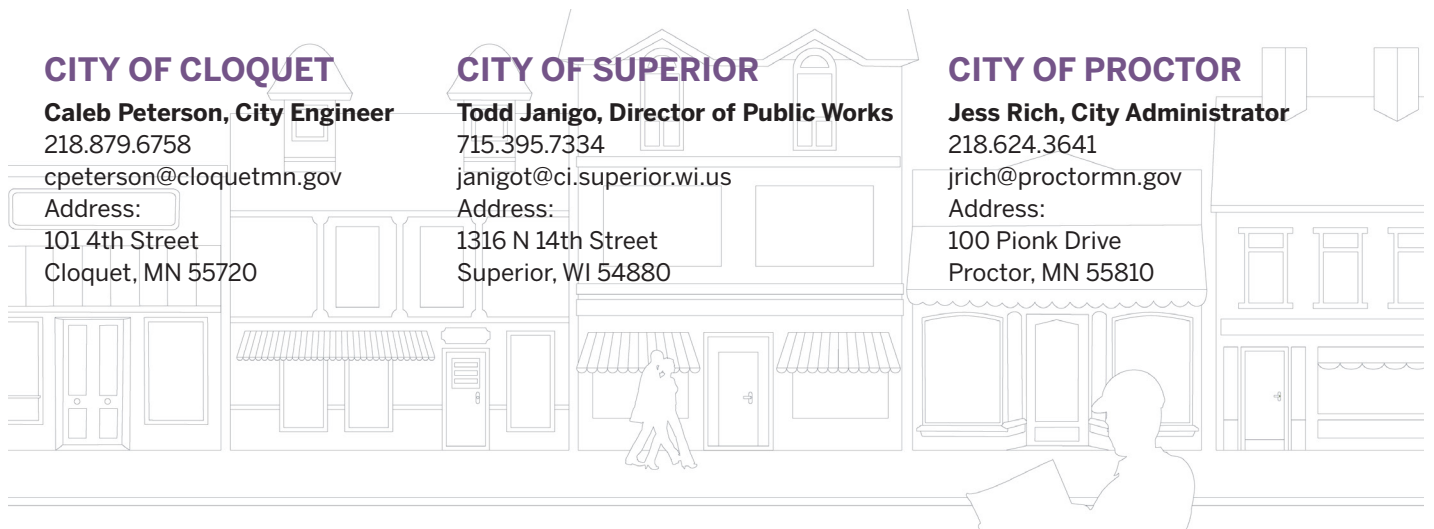 CITY OF CLOQUET
Caleb Peterson, City Engineer
218.879.6758
cpeterson@cloquetmn.gov
Address:
101 4th Street
Cloquet, MN 55720
CITY OF SUPERIOR
Todd Janigo, Director of Public Works
715.395.7334
janigot@ci.superior.wi.us
Address:
1316 N 14th Street
Superior, WI 54880
CITY OF PROCTOR
Jess Rich, City Administrator
218.624.3641
jrich@proctormn.gov
Address:
100 Pionk Drive
Proctor, MN 55810